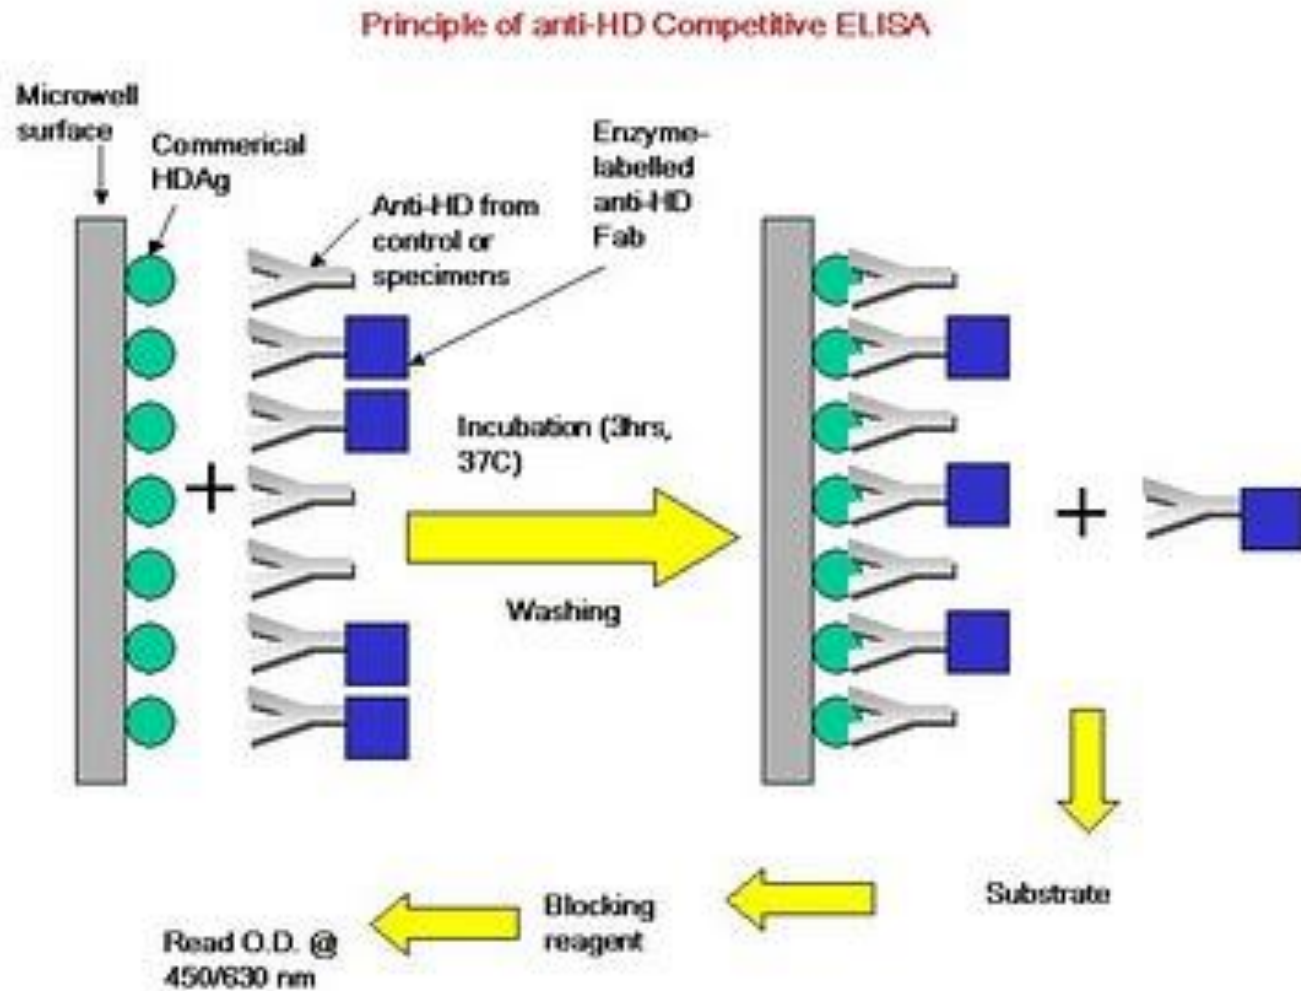 Principle of anti-HD Competitive ELISA
Microwell
surface
Commerical
HDAg
Anti-HD from
control or
specimens
Enzyme-
labelled
anti-HD
Fab
Incubation (3hrs,
37C)
Washing
Substrate
Blocking
reagent
Read O.D. @
450/630 nm